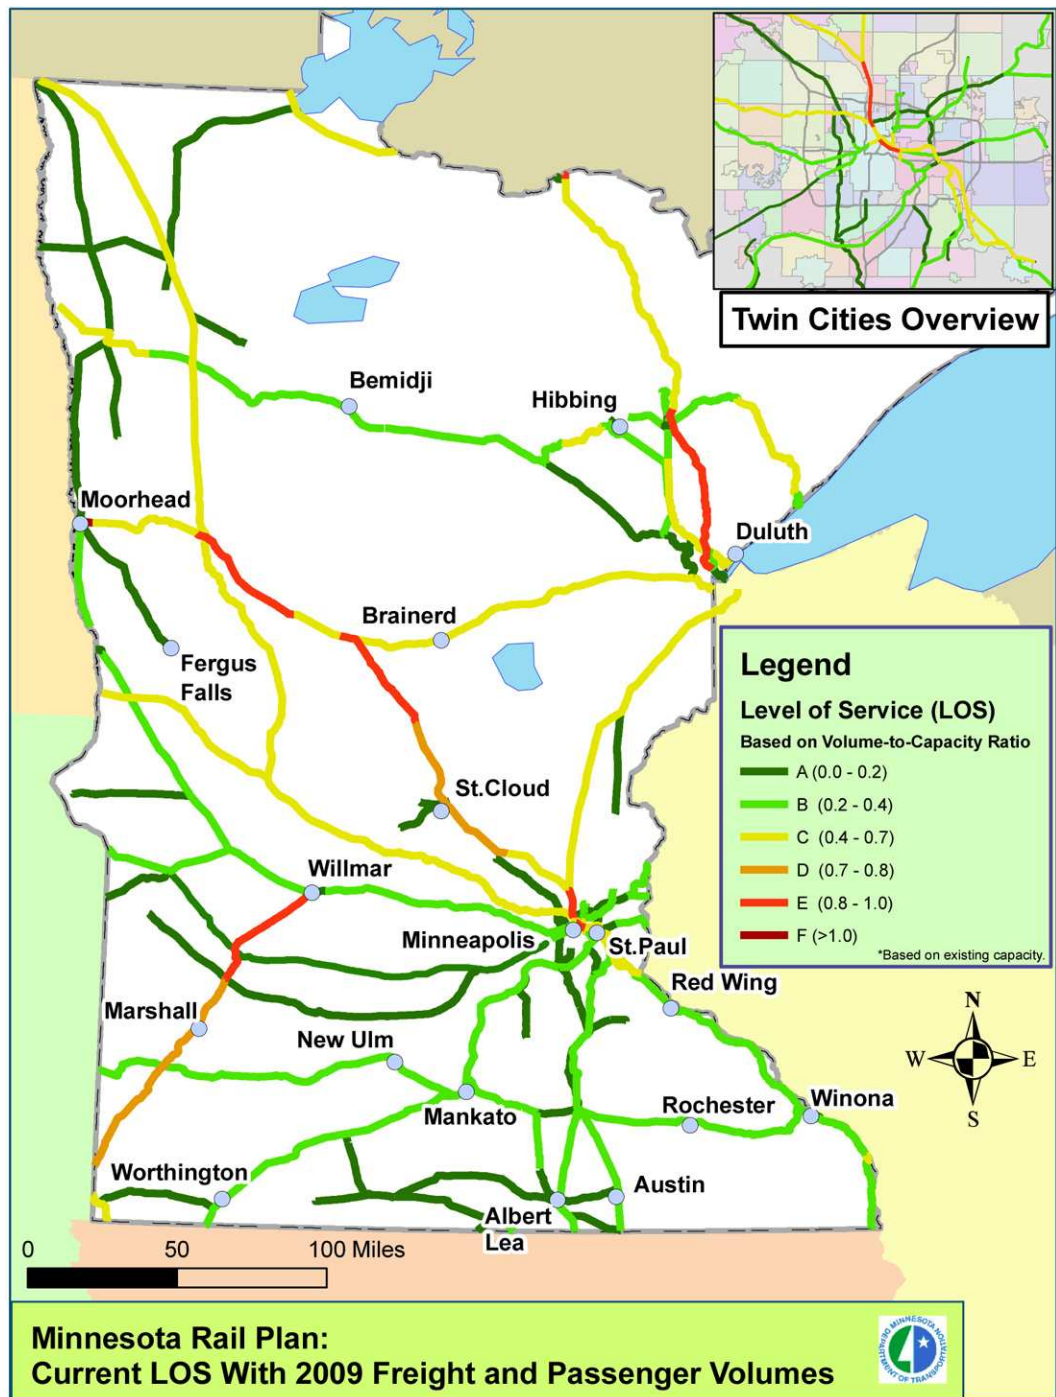 Twin Cities Overview
Bemidji
Hibbing
Moorhead
Duluth
Brainerd
Fergus
Falls
Legend
Level of Service (LOS)
Based on Volume-to-Capacity Ratio
A (0.0 - 0.2)
B (0.2 - 0.4)
C (0.4 - 0.7)
D (0.7 - 0.8)
E (0.8 - 1.0)
F (>1.0)
*Based on existing capacity.
St.Cloud
Willmar
Minneapolis
St.Paul
Red Wing
Marshall
New Ulm
N
W
E
S
Mankato
Rochester
Winona
Worthington
Austin
Albert
Lea
0 50 100 Miles
Minnesota Rail Plan:
Current LOS With 2009 Freight and Passenger Volumes
MINNESOTA
DEPARTMENT OF TRANSPORTATION